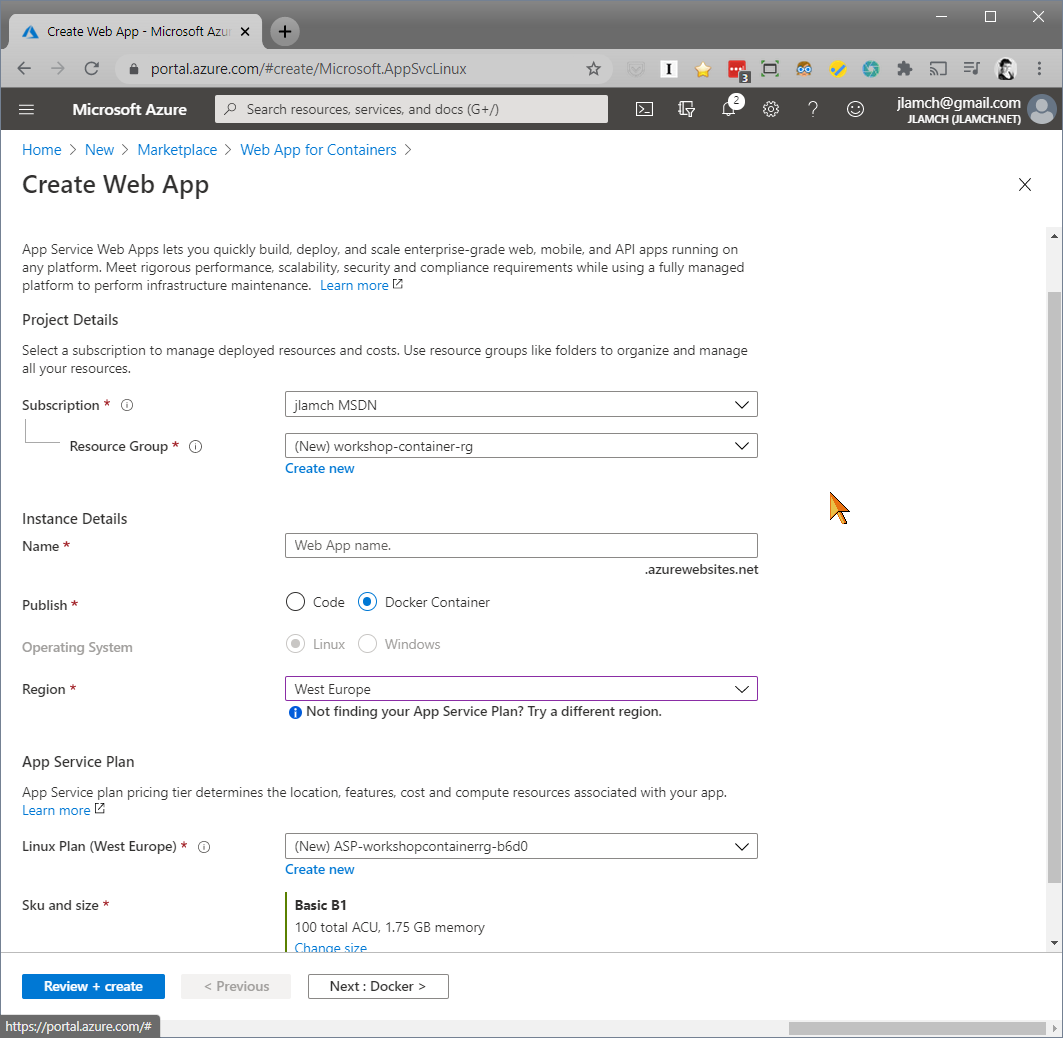 Create Web App - Microsoft Azur
portal.azure.com/#create/Microsoft.AppSvcLinux
I
3
Microsoft Azure
Search resources, services, and docs (G+/)
2
jlamch@gmail.com
JLAMCH (JLAMCH.NET)
Home > New > Marketplace > Web App for Containers >
Create Web App
App Service Web Apps lets you quickly build, deploy, and scale enterprise-grade web, mobile, and API apps running on
any platform. Meet rigorous performance, scalability, security and compliance requirements while using a fully managed
platform to perform infrastructure maintenance. Learn more
Project Details
Select a subscription to manage deployed resources and costs. Use resource groups like folders to organize and manage
all your resources.
Subscription *
jlamch MSDN
Resource Group *
(New) workshop-container-rg
Create new
Instance Details
Name *
Web App name.
.azurewebsites.net
Publish *
Code
Docker Container
Operating System
Linux
Windows
Region *
West Europe
Not finding your App Service Plan? Try a different region.
App Service Plan
App Service plan pricing tier determines the location, features, cost and compute resources associated with your app.
Learn more
Linux Plan (West Europe) *
(New) ASP-workshopcontainerrg-b6d0
Create new
Sku and size *
Basic B1
100 total ACU, 1.75 GB memory
Change size
Review + create
< Previous
Next : Docker >
https://portal.azure.com/#